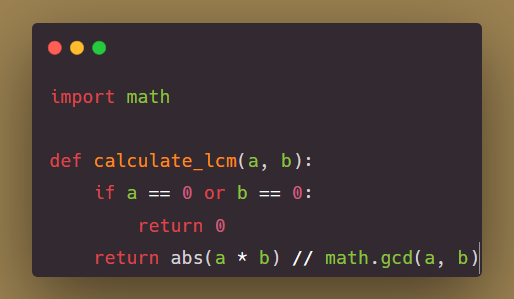 import math

def calculate_lcm(a, b):
    if a == 0 or b == 0:
        return 0
    return abs(a * b) // math.gcd(a, b)